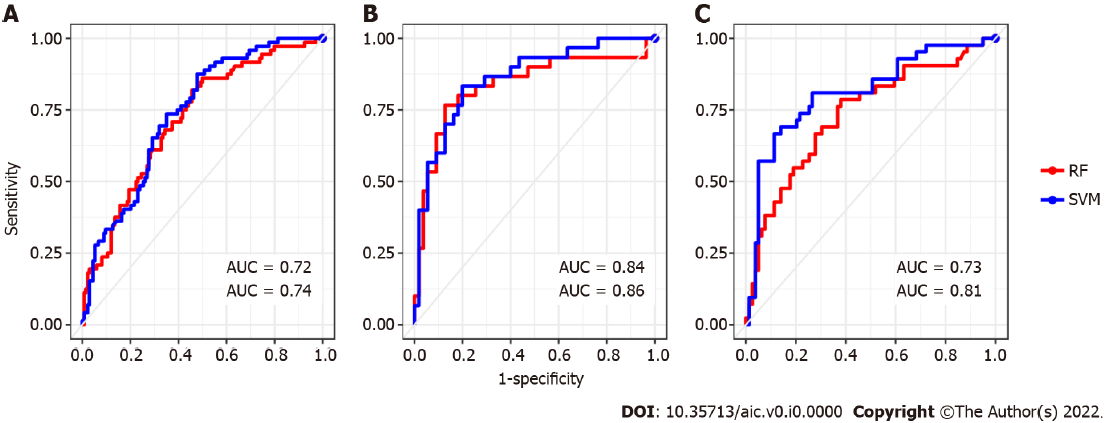 A
B
C
Sensitivity
1.00
0.75
0.50
0.25
0.00
AUC = 0.72
AUC = 0.74
0.0 0.2 0.4 0.6 0.8 1.0
1.00
0.75
0.50
0.25
0.00
AUC = 0.84
AUC = 0.86
0.0 0.2 0.4 0.6 0.8 1.0
1.00
0.75
0.50
0.25
0.00
AUC = 0.73
AUC = 0.81
0.0 0.2 0.4 0.6 0.8 1.0
1-specificity
RF
SVM
DOI: 10.35713/aic.v0.i0.0000 Copyright ©The Author(s) 2022.